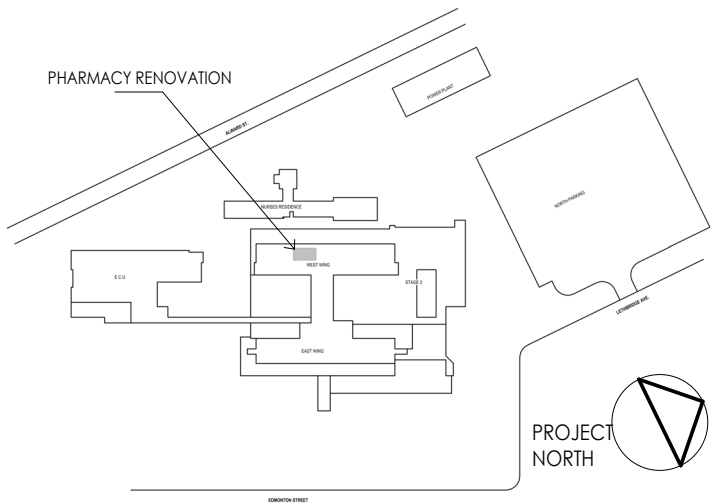 PHARMACY RENOVATION
POWER PLANT
ALWARD ST.
NORTH PARKING
NURSES RESIDENCE
WEST WING
E C U
STAGE 3
LETHBRIDGE AVE.
EAST WING
PROJECT
NORTH
EDMONTON STREET